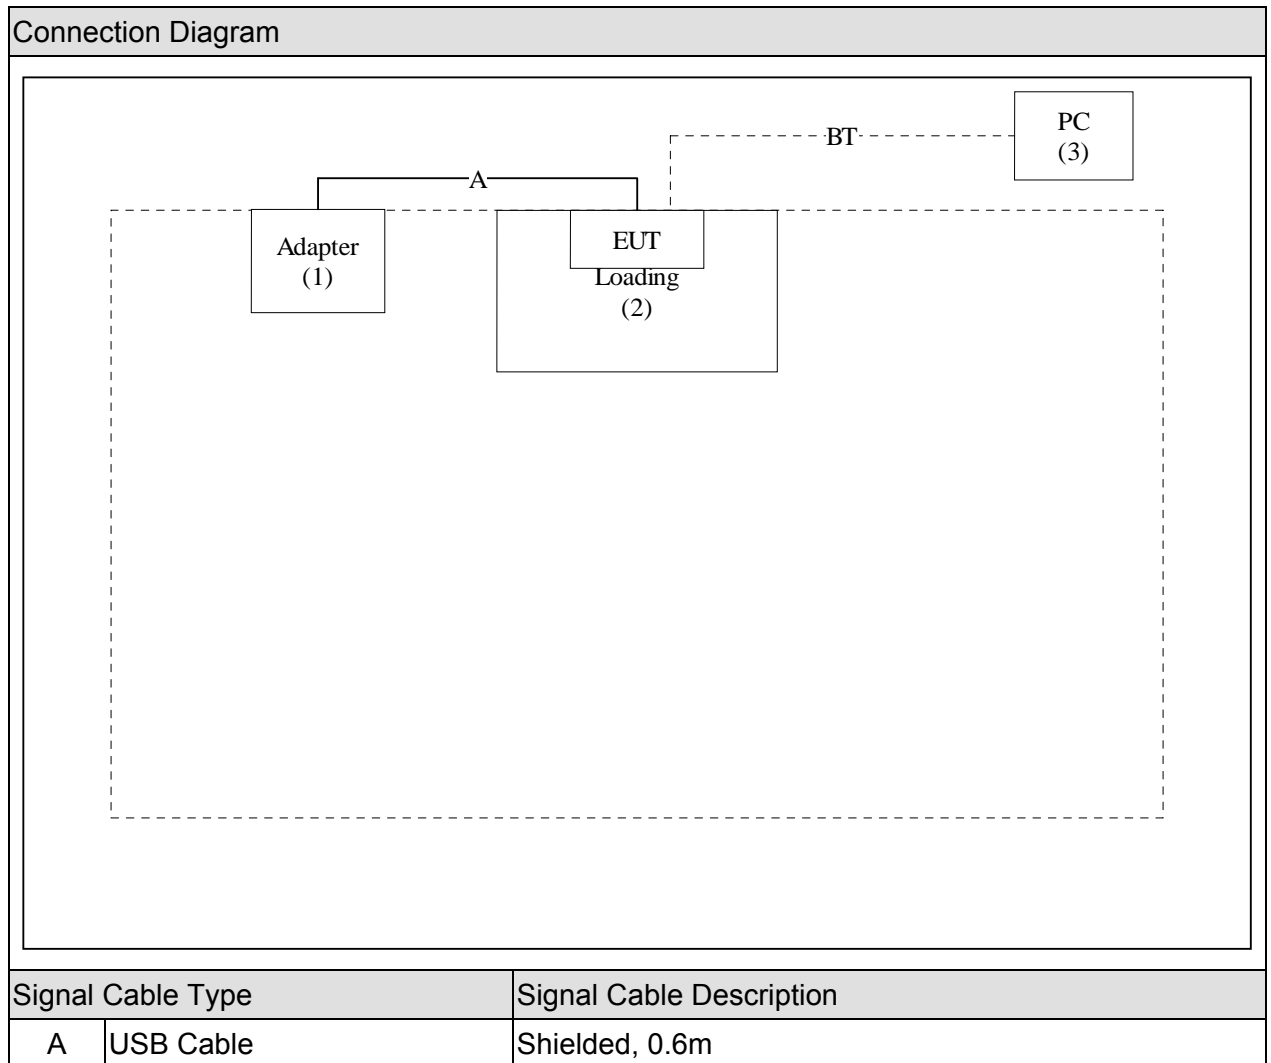 Connection Diagram
PC
(3)
BT
A
Adapter
(1)
EUT
Loading
(2)
Signal Cable Type Signal Cable Description
A USB Cable Shielded, 0.6m